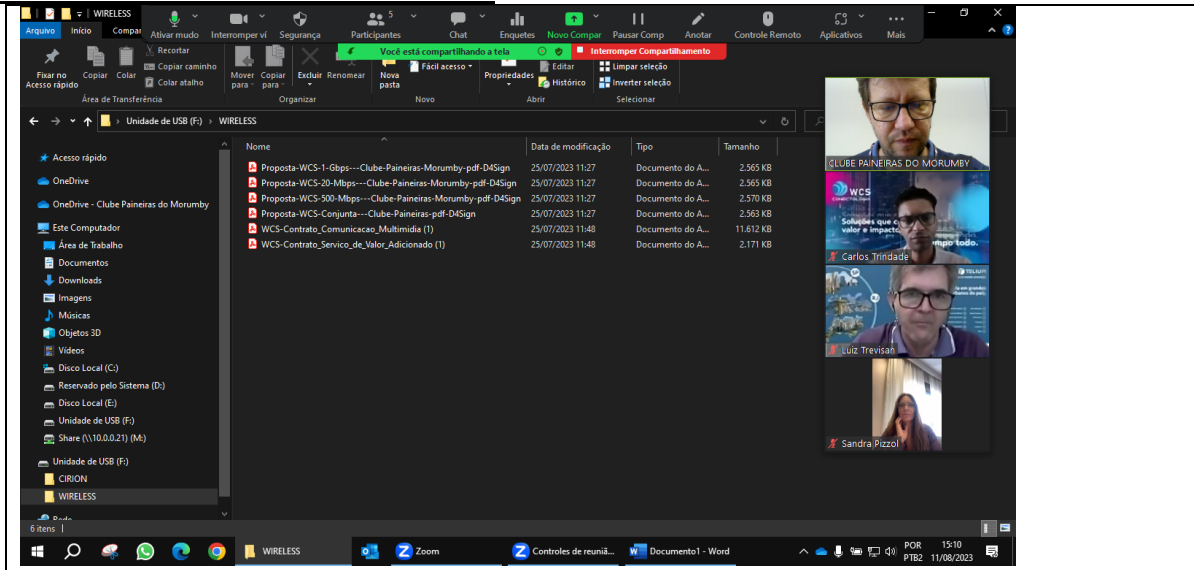 WIRELESS
Arquivo Início Compar
Ativar mudo Interromper ví Segurança Participantes 5 Chat Enquetes Novo Compar Pausar Comp Anotar Controle Remoto Aplicativos Mais
Você está compartilhando a tela Interromper Compartilhamento
Fixar no Acesso rápido
Copiar
Colar
Recortar
Copiar caminho
Colar atalho
Mover para
Copiar para
Excluir
Renomear
Nova pasta
Fácil acesso
Propriedades
Editar
Histórico
Limpar seleção
Inverter seleção
Área de Transferência Organizar Novo Abrir Selecionar
Unidade de USB (F:) WIRELESS
Nome Data de modificação Tipo Tamanho
Proposta-WCS-1-Gbps---Clube-Paineiras-Morumby-pdf-D4Sign 25/07/2023 11:27 Documento do A... 2.565 KB
Proposta-WCS-20-Mbps---Clube-Paineiras-Morumby-pdf-D4Sign 25/07/2023 11:27 Documento do A... 2.565 KB
Proposta-WCS-500-Mbps---Clube-Paineiras-Morumby-pdf-D4Sign 25/07/2023 11:27 Documento do A... 2.570 KB
Proposta-WCS-Conjunta---Clube-Paineiras-pdf-D4Sign 25/07/2023 11:27 Documento do A... 2.563 KB
WCS-Contrato_Comunicacao_Multimidia (1) 25/07/2023 11:48 Documento do A... 11.612 KB
WCS-Contrato_Servico_de_Valor_Adicionado (1) 25/07/2023 11:48 Documento do A... 2.171 KB
Acesso rápido
OneDrive
OneDrive - Clube Paineiras do Morumby
Este Computador
Área de Trabalho
Documentos
Downloads
Imagens
Músicas
Objetos 3D
Vídeos
Disco Local (C:)
Reservado pelo Sistema (D:)
Disco Local (E:)
Unidade de USB (F:)
Share (\\10.0.0.21) (M:)
Unidade de USB (F:)
CIRION
WIRELESS
CLUBE PAINEIRAS DO MORUMBY
WCS
CONECTOLOGIA
Soluções que
valor e impacto
mpo todo.
Carlos Trindade
TELIUM
Luiz Trevisan
Sandra Pizzol
6 itens
WIRELESS Zoom Controles de reuniã... Documento1 - Word
POR 15:10
PTB2 11/08/2023